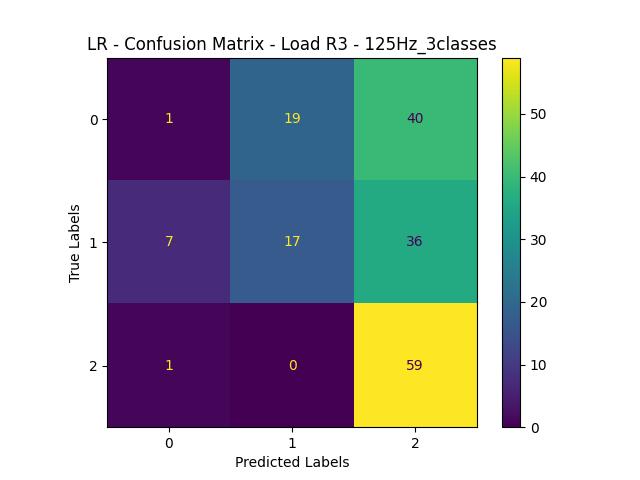 LR - Confusion Matrix - Load R3 - 125Hz_3classes
0 1 19 40
1 7 17 36
2 1 0 59
0 1 2
Predicted Labels
True Labels
50
40
30
20
10
0